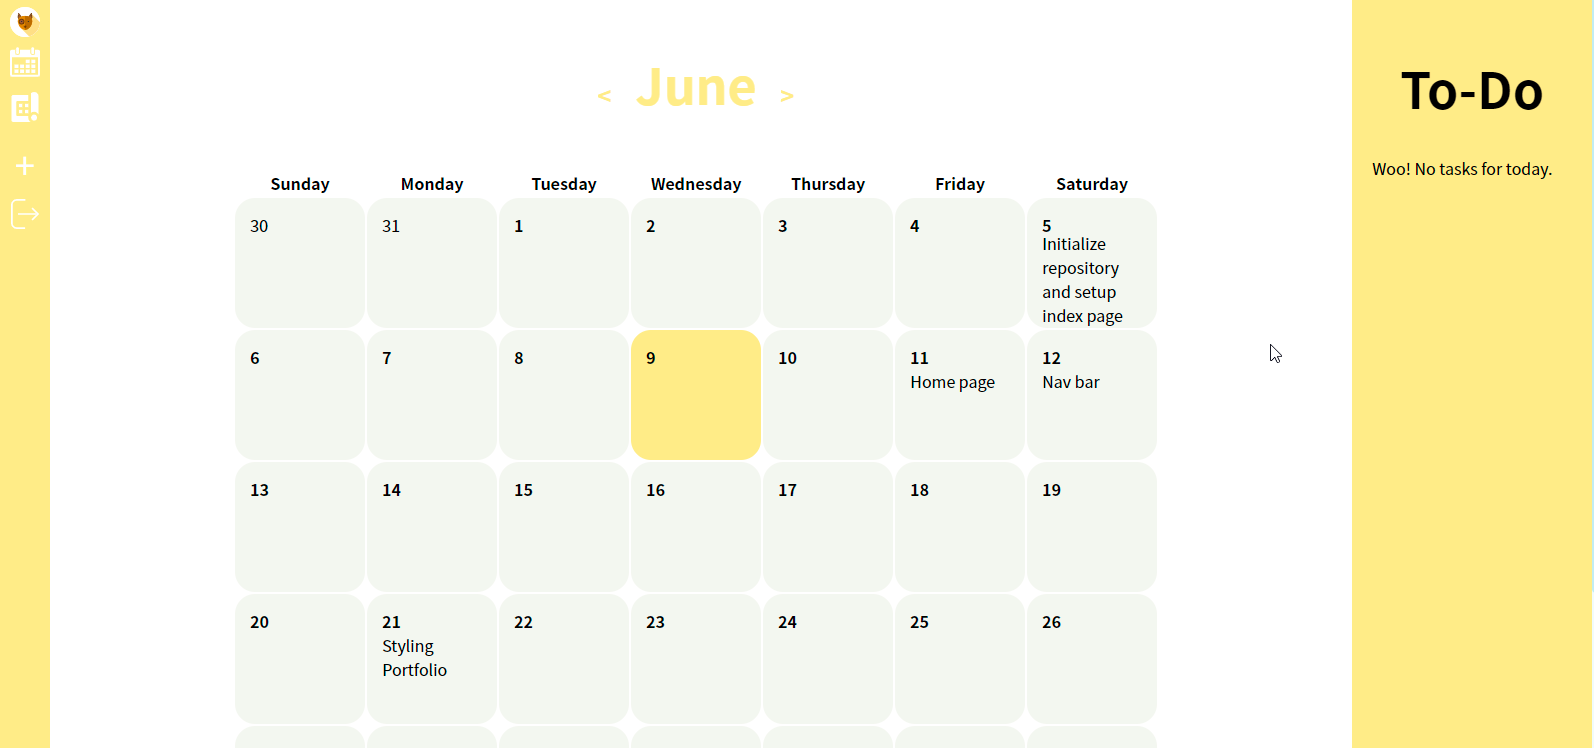 < June >
To-Do
Woo! No tasks for today.
Sunday Monday Tuesday Wednesday Thursday Friday Saturday
30 31 1 2 3 4 5
Initialize
repository
and setup
index page
6 7 8 9 10 11 12
Home page Nav bar
13 14 15 16 17 18 19
20 21 22 23 24 25 26
Styling
Portfolio